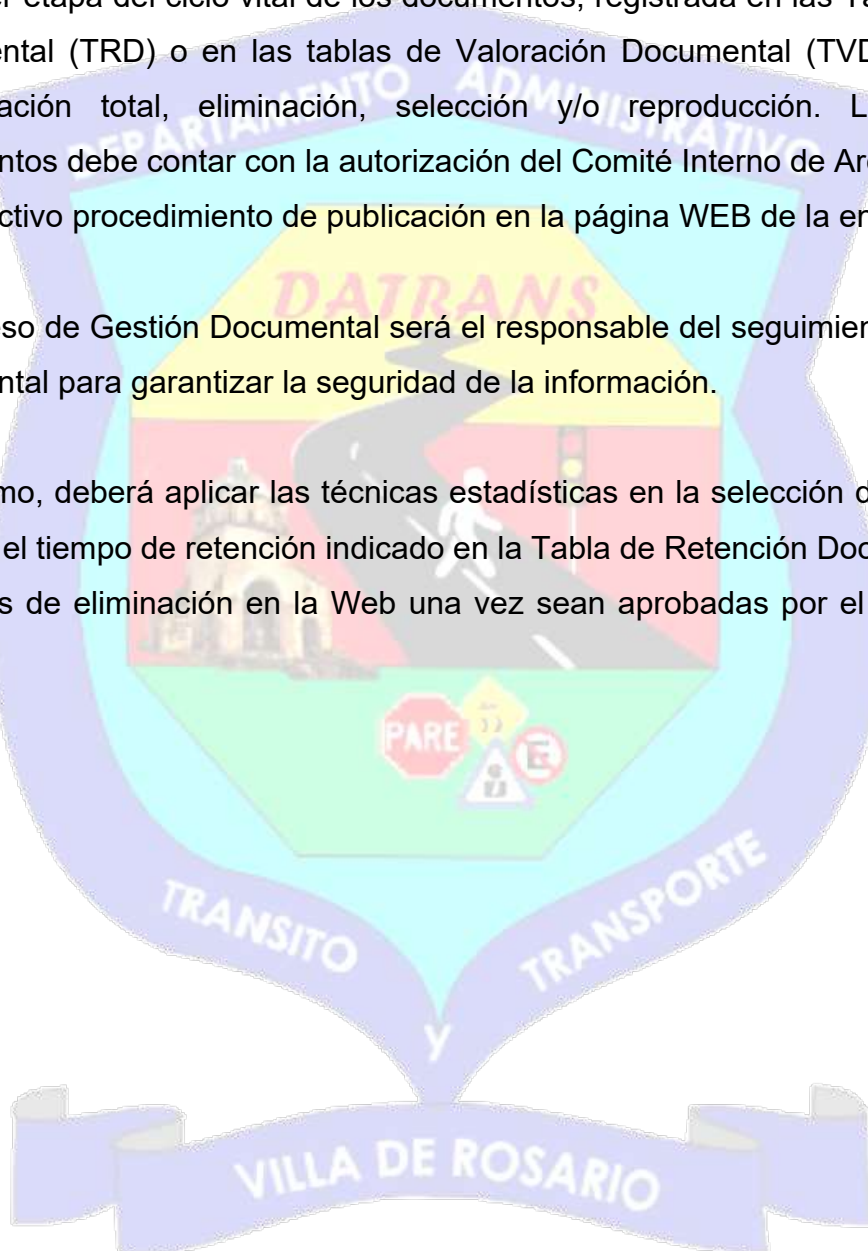 er etapa del ciclo vital de los documentos, registrada en las Ta
ental (TRD) o en las tablas de Valoración Documental (TVD
ación total, eliminación, selección y/o reproducción. L
ntos debe contar con la autorización del Comité Interno de Arc
ctivo procedimiento de publicación en la página WEB de la en
eso de Gestión Documental será el responsable del seguimien
ntal para garantizar la seguridad de la información.
mo, deberá aplicar las técnicas estadísticas en la selección d
el tiempo de retención indicado en la Tabla de Retención Doc
s de eliminación en la Web una vez sean aprobadas por el
DEPARTAMENTO ADMINISTRATIVO
DATRANS
PARE
TRANSITO
y
TRANSPORTE
VILLA DE ROSARIO